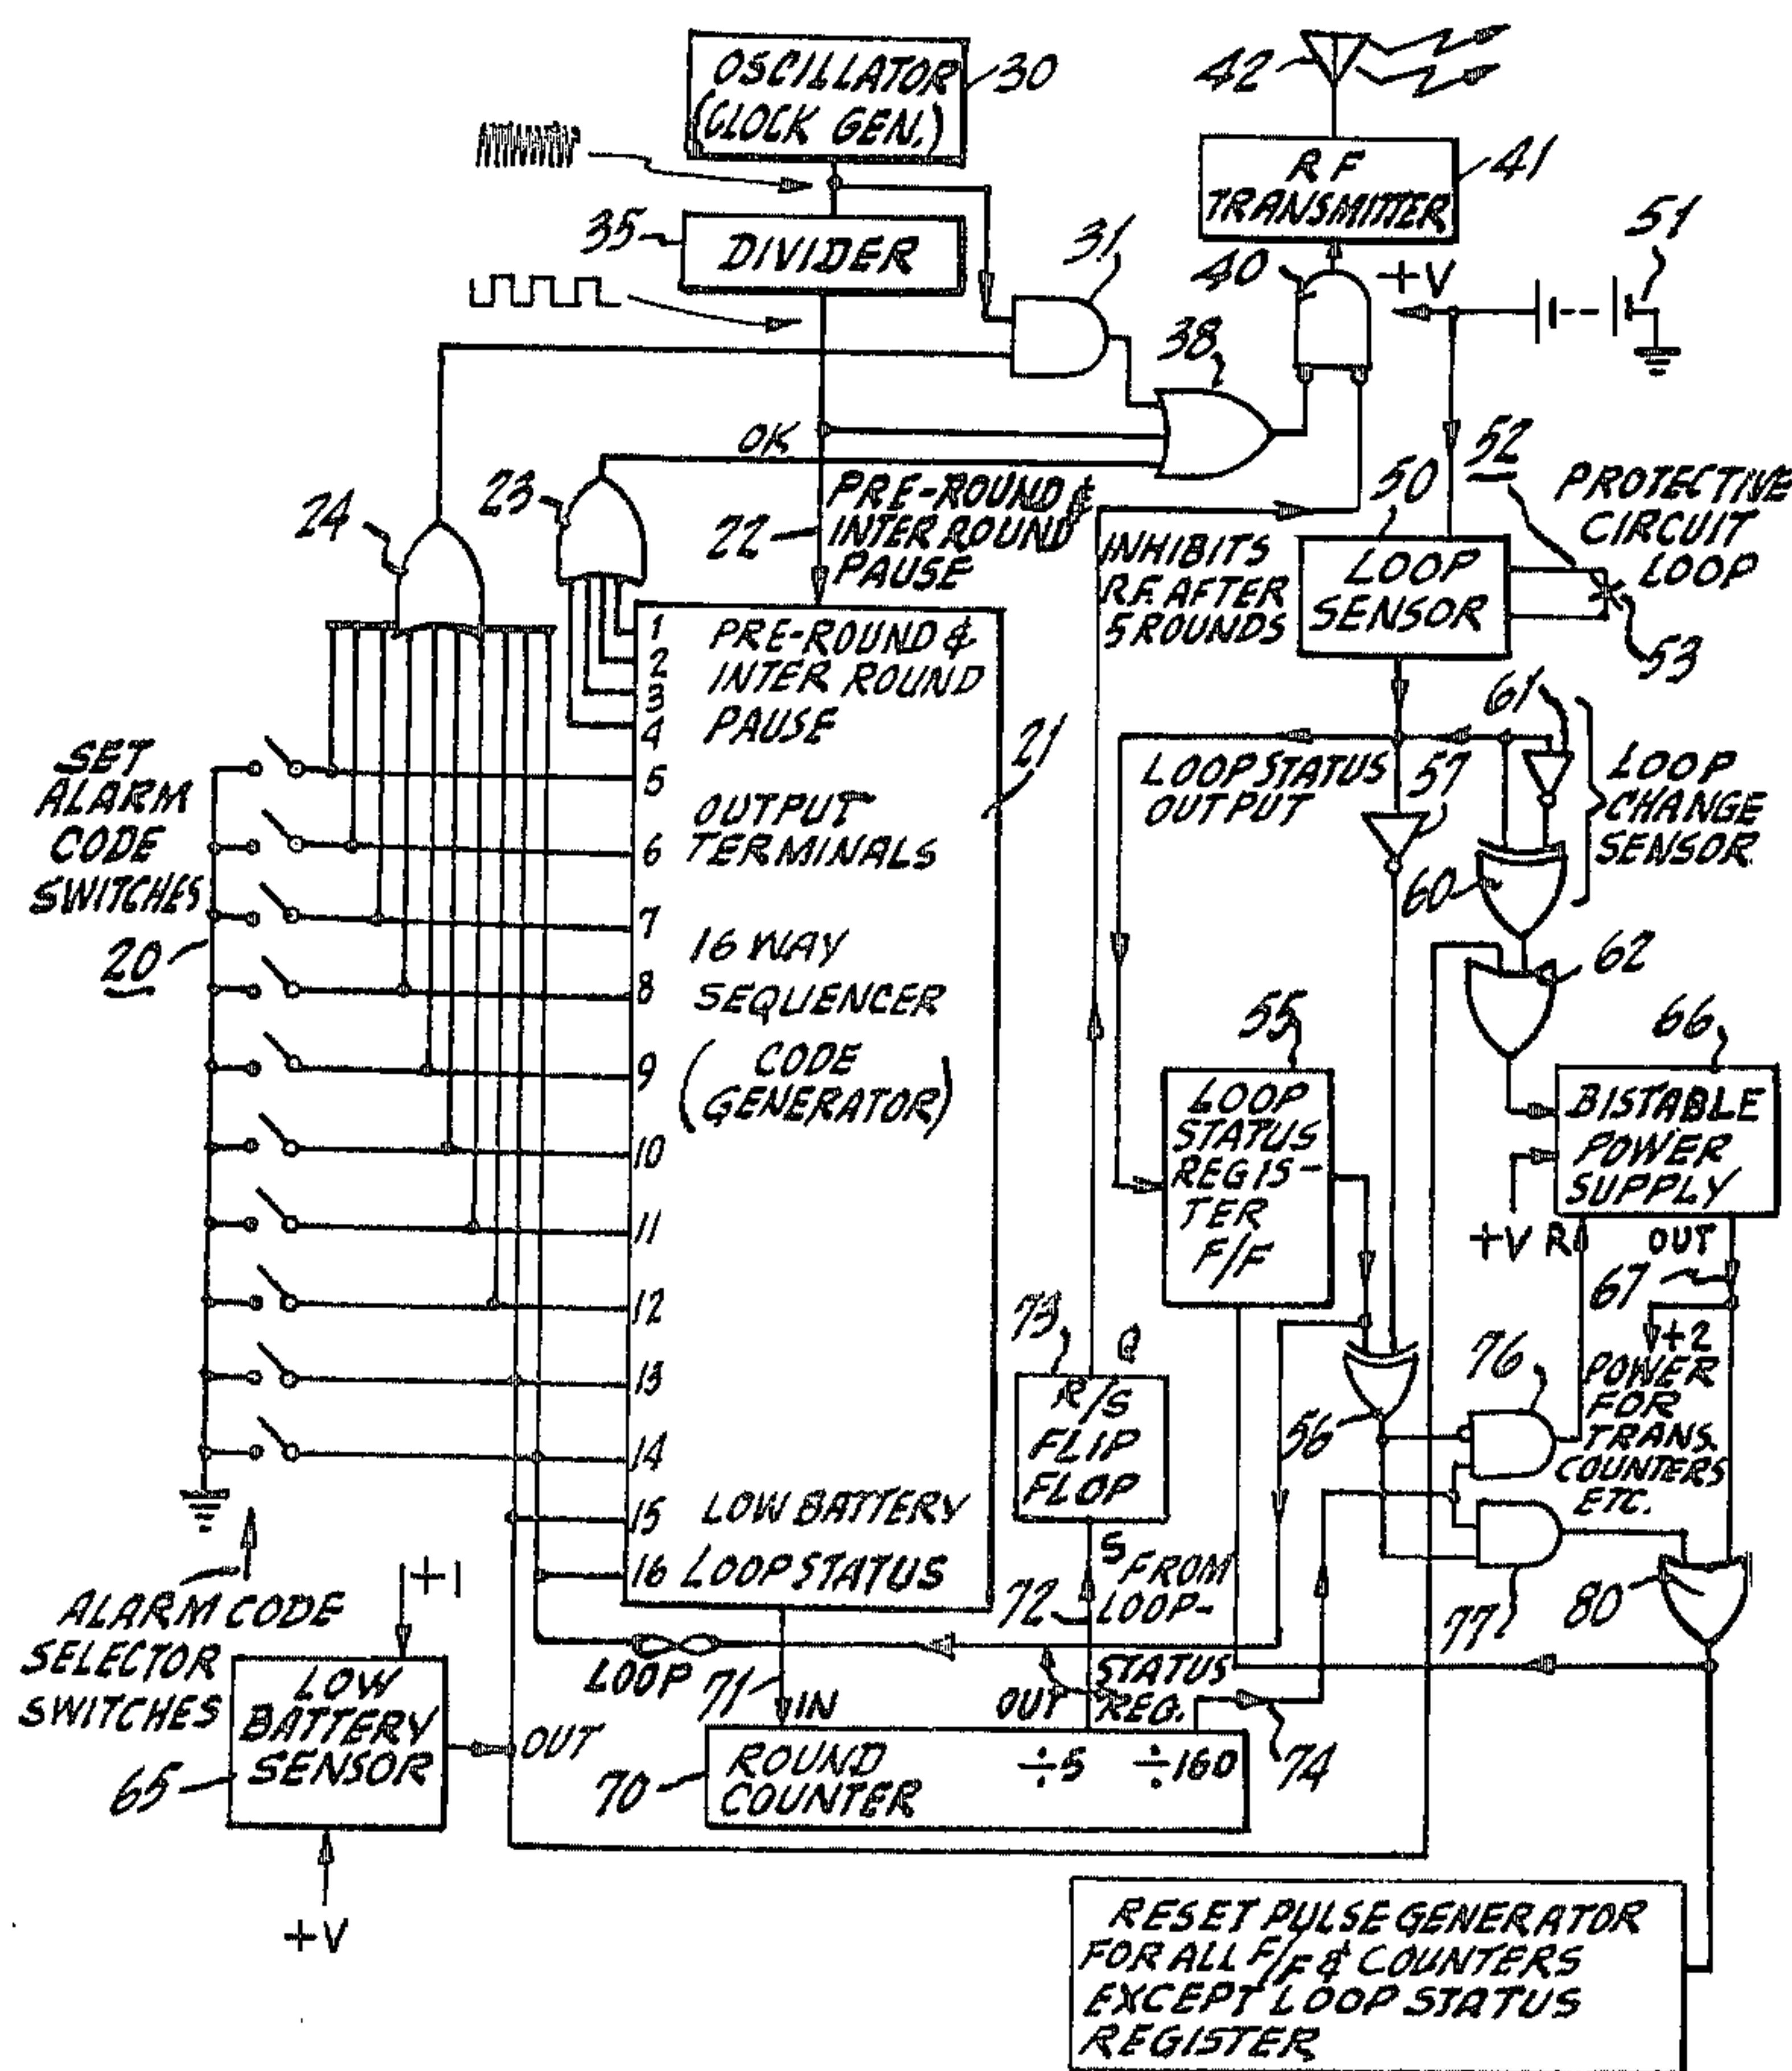 OSCILLATOR
(CLOCK GEN.)
30
42
RF
TRANSMITTER
41
35
DIVIDER
31
40
+V
51
38
OK
24
23
22
PRE-ROUND &
INTER ROUND
PAUSE
INHIBITS
R.F. AFTER
5 ROUNDS
50
52
PROTECTIVE
CIRCUIT
LOOP
LOOP
SENSOR
53
1
2
3
4
5
6
7
8
9
10
11
12
13
14
15
16
PRE-ROUND &
INTER ROUND
PAUSE
21
OUTPUT
TERMINALS
16 WAY
SEQUENCER
(CODE
GENERATOR)
LOW BATTERY
LOOP STATUS
SET
ALARM
CODE
SWITCHES
20
LOOP STATUS
OUTPUT
57
61
LOOP
CHANGE
SENSOR
60
62
55
LOOP
STATUS
REGIS-
TER
F/F
66
BISTABLE
POWER
SUPPLY
+V
R
OUT
67
+2
POWER
FOR
TRANS.
COUNTERS
ETC.
73
Q
R/S
FLIP
FLOP
S
56
76
77
80
72
FROM
LOOP-
STATUS
REG.
ALARM CODE
SELECTOR
SWITCHES
+1
LOW
BATTERY
SENSOR
65
OUT
+V
LOOP
71
IN
OUT
74
70
ROUND
COUNTER
÷5
÷160
RESET PULSE GENERATOR
FOR ALL F/F & COUNTERS
EXCEPT LOOP STATUS
REGISTER